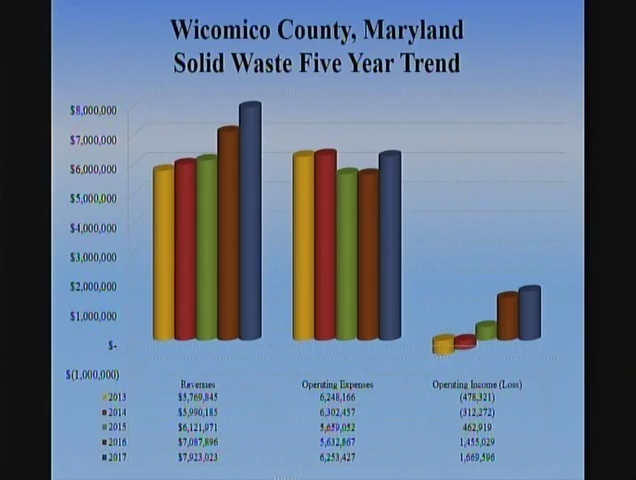 Wicomico County, Maryland
Solid Waste Five Year Trend
$8,000,000
$7,000,000
$6,000,000
$5,000,000
$4,000,000
$3,000,000
$2,000,000
$1,000,000
$-
$(1,000,000)
Revenues Operating Expenses Operating Income (Loss)
2013 $5,769,845 6,248,166 (478,321)
2014 $5,990,185 6,302,457 (312,272)
2015 $6,121,971 5,659,052 462,919
2016 $7,087,896 5,632,867 1,455,029
2017 $7,923,023 6,253,427 1,669,596